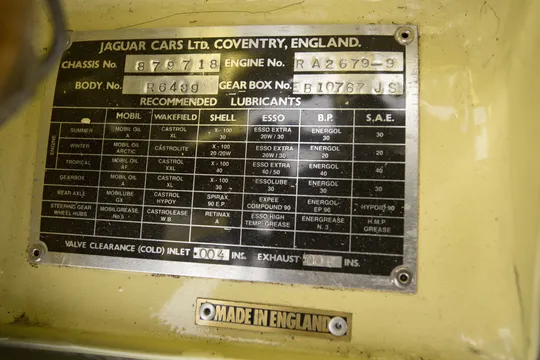 JAGUAR CARS LTD. COVENTRY, ENGLAND.
CHASSIS No. 879718 ENGINE No. RA2679-9
BODY No. R6499 GEAR BOX No. B10767JS
RECOMMENDED LUBRICANTS
MOBIL WAKEFIELD SHELL ESSO B.P. S.A.E.
ENGINE
SUMMER MOBIL OIL A CASTROL XL X-100 30 ESSO EXTRA 20W/30 ENERGOL 30 30
WINTER MOBIL OIL ARCTIC CASTROLITE X-100 20/20W ESSO EXTRA 20W/30 ENERGOL 20 20
TROPICAL MOBIL OIL AF CASTROL XXL X-100 40 ESSO EXTRA 40/50 ENERGOL 40 40
GEARBOX MOBIL OIL A CASTROL XL X-100 30 ESSOLUBE 30 ENERGOL 30 30
REAR AXLE MOBILUBE GX CASTROL HYPOY SPIRAX 90 E.P. EXPEE COMPOUND 90 ENERGOL EP 90 HYPOID 90
STEERING GEAR WHEEL HUBS MOBILGREASE No.5 CASTROLEASE W.B. RETINAX A ESSO HIGH TEMP. GREASE ENERGREASE N. 3 H.M.P. GREASE
VALVE CLEARANCE (COLD) INLET .004 INS. EXHAUST INS.
MADE IN ENGLAND